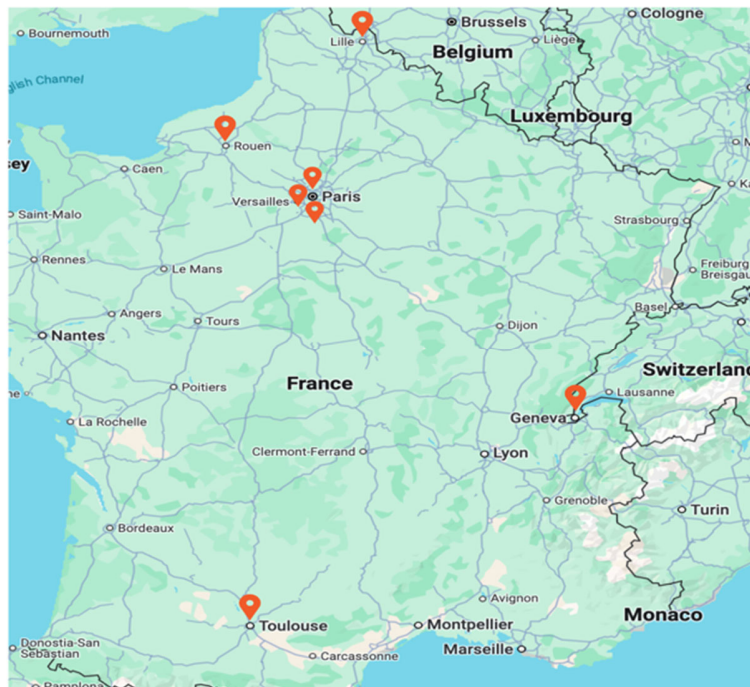 Cologne
Bournemouth
Brussels
Lille
Liège
Belgium
glish Channel
Luxembourg
Rouen
sey
Caen
Versailles
Paris
Saint-Malo
Strasbourg
Rennes
Le Mans
Freiburg
Breisgau
Angers
Tours
Basel
Nantes
Dijon
Switzerland
France
Poitiers
Lausanne
Geneva
La Rochelle
Clermont-Ferrand
Lyon
Grenoble
Turin
Bordeaux
Avignon
Toulouse
Montpellier
Monaco
Donostia-San
Sebastian
Carcassonne
Marseille
Pamplona